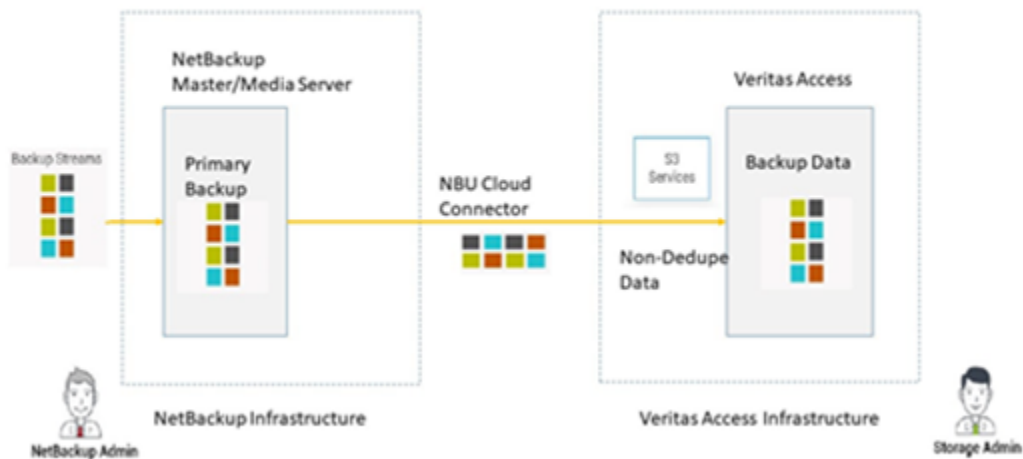 NetBackup
Master/Media Server
Veritas Access
Backup Streams
Primary
Backup
NBU Cloud
Connector
S3
Services
Backup Data
Non-Dedupe
Data
NetBackup Infrastructure
Veritas Access Infrastructure
NetBackup Admin
Storage Admin